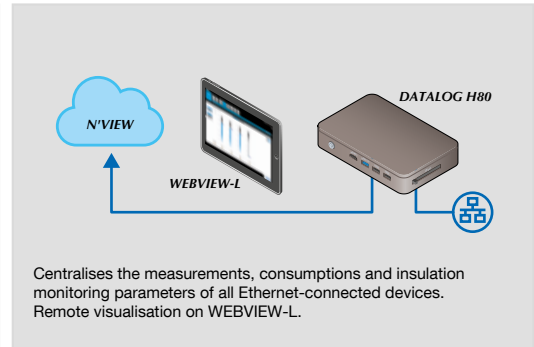 N'VIEW
WEBVIEW-L
DATALOG H80
Centralises the measurements, consumptions and insulation
monitoring parameters of all Ethernet-connected devices.
Remote visualisation on WEBVIEW-L.